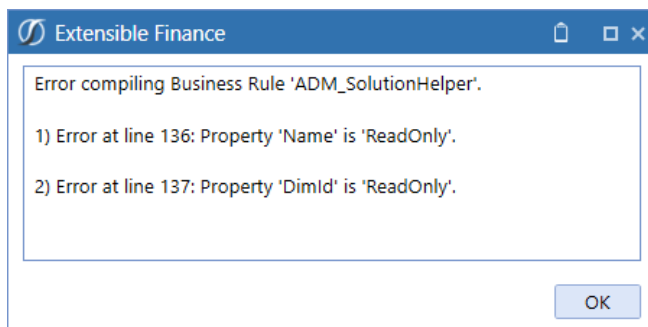 Extensible Finance
Error compiling Business Rule 'ADM_SolutionHelper'.
1) Error at line 136: Property 'Name' is 'ReadOnly'.
2) Error at line 137: Property 'DimId' is 'ReadOnly'.
OK